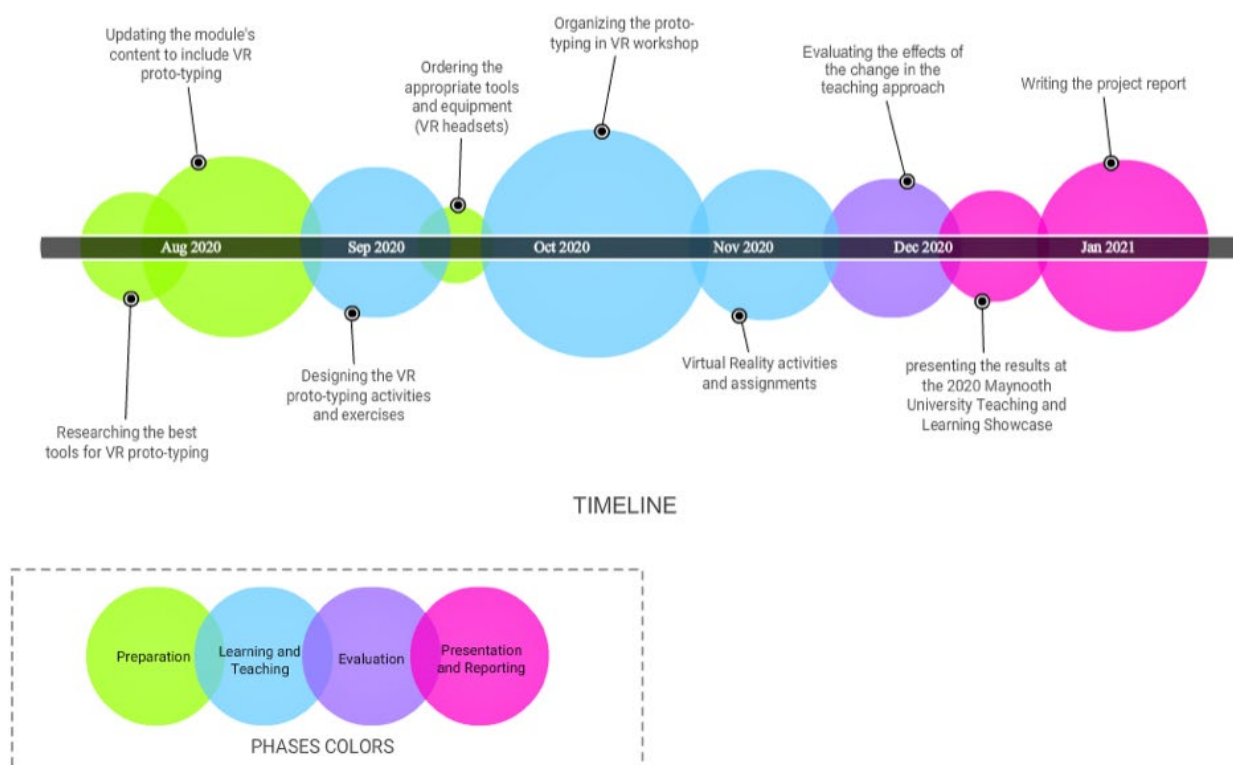 Updating the module's
content to include VR
proto-typing
Ordering the
appropriate tools
and equipment
(VR headsets)
Organizing the proto-
typing in VR workshop
Evaluating the effects of
the change in the
teaching approach
Writing the project report
Aug 2020
Sep 2020
Oct 2020
Nov 2020
Dec 2020
Jan 2021
Researching the best
tools for VR proto-typing
Designing the VR
proto-typing activities
and exercises
Virtual Reality activities
and assignments
presenting the results at
the 2020 Maynooth
University Teaching and
Learning Showcase
TIMELINE
Preparation
Learning and
Teaching
Evaluation
Presentation
and Reporting
PHASES COLORS